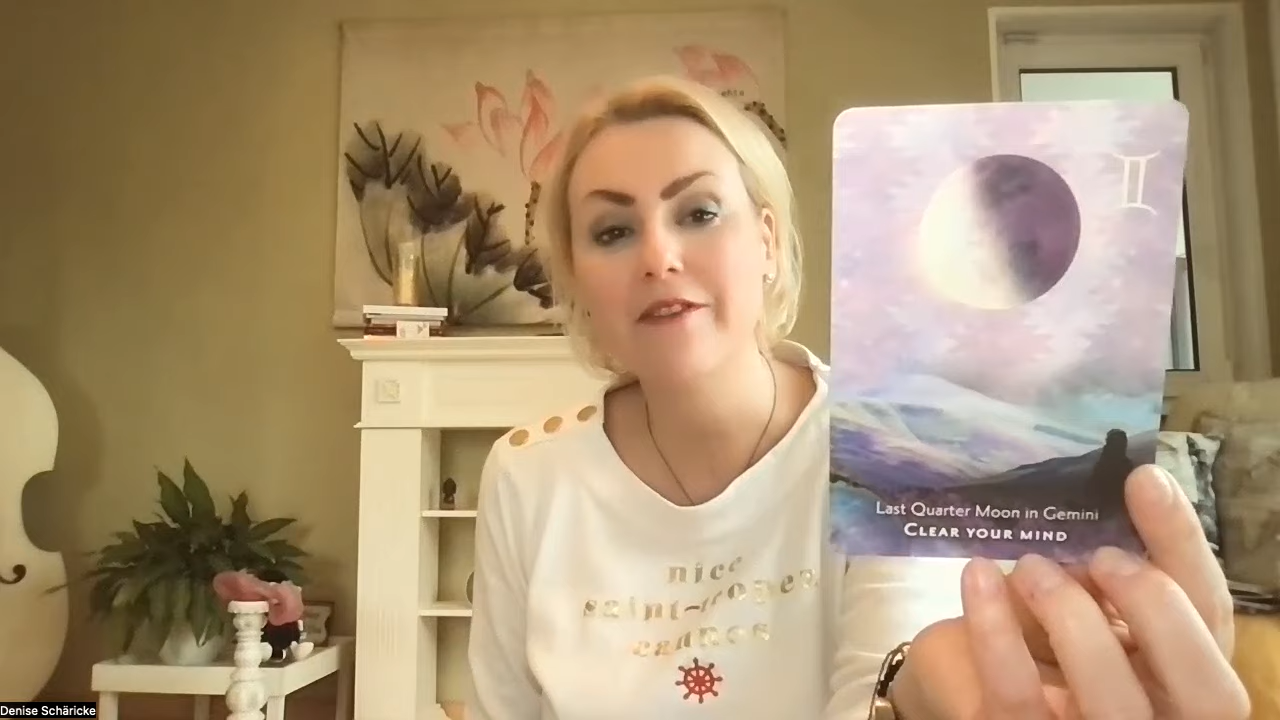 Last Quarter Moon in Gemini
CLEAR YOUR MIND
nice
saint-tropez
cannes
Denise Schäricke